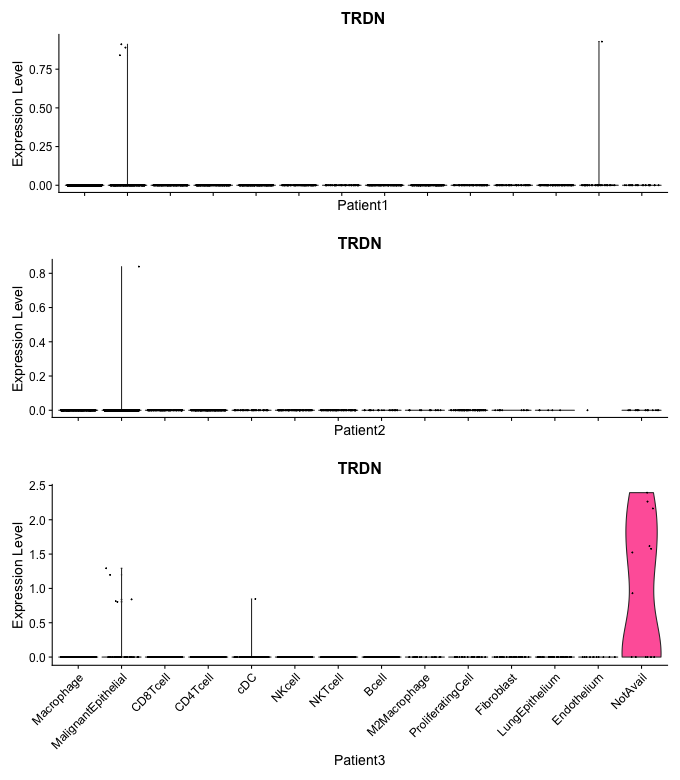 TRDN
Expression Level
0.75
0.50
0.25
0.00
Patient1
TRDN
Expression Level
0.8
0.6
0.4
0.2
0.0
Patient2
TRDN
Expression Level
2.5
2.0
1.5
1.0
0.5
0.0
Macrophage
MalignantEpithelial
CD8Tcell
CD4Tcell
cDC
NKcell
NKTcell
Bcell
M2Macrophage
ProliferatingCell
Fibroblast
LungEpithelium
Endothelium
NotAvail
Patient3